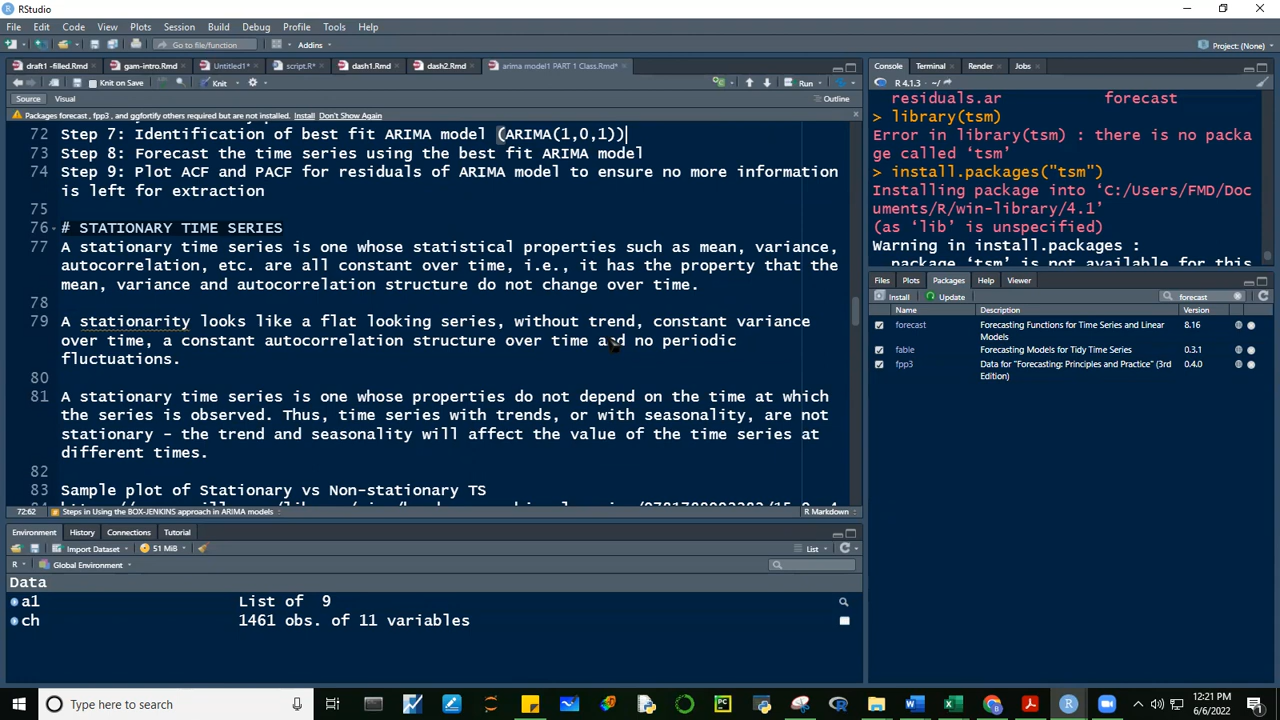 RStudio
File Edit Code View Plots Session Build Debug Profile Tools Help
Go to file/function Addins Project: (None)
draft1 -filled.Rmd gam-intro.Rmd Untitled1* script.R* dash1.Rmd dash2.Rmd arima model1 PART 1 Class.Rmd*
Knit on Save Knit Run
Source Visual Outline
Packages forecast , fpp3 , and ggfortify others required but are not installed. Install Don't Show Again
72 Step 7: Identification of best fit ARIMA model (ARIMA(1,0,1))
73 Step 8: Forecast the time series using the best fit ARIMA model
74 Step 9: Plot ACF and PACF for residuals of ARIMA model to ensure no more information
is left for extraction
75
76 # STATIONARY TIME SERIES
77 A stationary time series is one whose statistical properties such as mean, variance,
autocorrelation, etc. are all constant over time, i.e., it has the property that the
mean, variance and autocorrelation structure do not change over time.
78
79 A stationarity looks like a flat looking series, without trend, constant variance
over time, a constant autocorrelation structure over time and no periodic
fluctuations.
80
81 A stationary time series is one whose properties do not depend on the time at which
the series is observed. Thus, time series with trends, or with seasonality, are not
stationary - the trend and seasonality will affect the value of the time series at
different times.
82
83 Sample plot of Stationary vs Non-stationary TS
72:62 Steps in Using the BOX-JENKINS approach in ARIMA models R Markdown
Environment History Connections Tutorial
Import Dataset 51 MiB List
R Global Environment
Data
a1 List of 9
ch 1461 obs. of 11 variables
Console Terminal Render Jobs
R 4.1.3 · ~/
residuals.ar forecast
> library(tsm)
Error in library(tsm) : there is no packa
ge called ‘tsm’
> install.packages("tsm")
Installing package into ‘C:/Users/FMD/Doc
uments/R/win-library/4.1’
(as ‘lib’ is unspecified)
Warning in install.packages :
package ‘tsm’ is not available for this
Files Plots Packages Help Viewer
Install Update forecast
Name Description Version
forecast Forecasting Functions for Time Series and Linear Models 8.16
fable Forecasting Models for Tidy Time Series 0.3.1
fpp3 Data for "Forecasting: Principles and Practice" (3rd Edition) 0.4.0
Type here to search
12:21 PM
6/6/2022